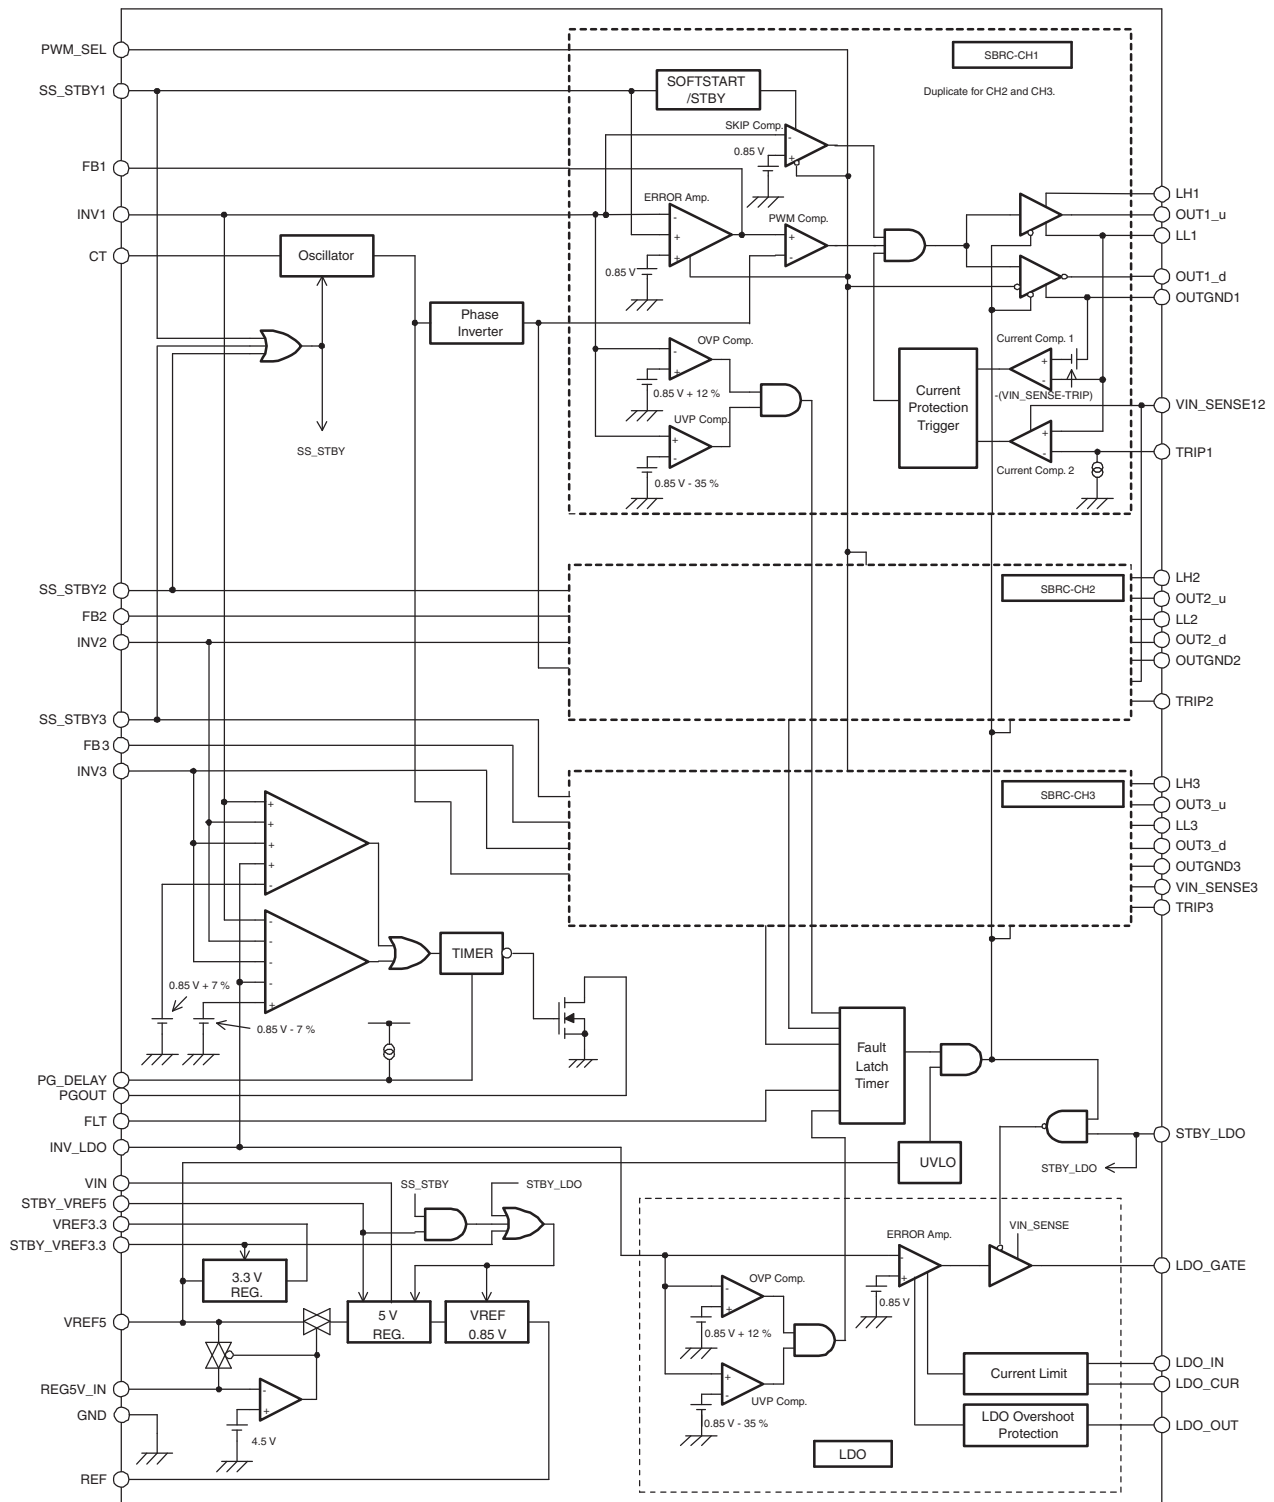 PWM_SEL
SBRC-CH1
SS_STBY1
SOFTSTART
/STBY
Duplicate for CH2 and CH3.
SKIP Comp.
-
0.85 V
+
FB1
LH1
ERROR Amp.
INV1
-
PWM Comp.
OUT1_u
+
+
LL1
CT
Oscillator
+
-
0.85 V
OUT1_d
OUTGND1
Phase
Inverter
OVP Comp.
Current Comp. 1
-
+
+
-
0.85 V + 12 %
Current
Protection
Trigger
-(VIN_SENSE-TRIP)
VIN_SENSE12
UVP Comp.
+
+
SS_STBY
-
-
TRIP1
Current Comp. 2
0.85 V - 35 %
SS_STBY2
SBRC-CH2
LH2
OUT2_u
FB2
LL2
INV2
OUT2_d
OUTGND2
TRIP2
SS_STBY3
FB3
INV3
SBRC-CH3
LH3
+
OUT3_u
+
LL3
+
OUT3_d
+
OUTGND3
-
VIN_SENSE3
TRIP3
-
-
TIMER
-
-
0.85 V + 7 %
+
0.85 V - 7 %
Fault
Latch
Timer
PG_DELAY
PGOUT
FLT
STBY_LDO
INV_LDO
UVLO
STBY_LDO
VIN
SS_STBY
STBY_LDO
STBY_VREF5
VREF3.3
VIN_SENSE
ERROR Amp.
STBY_VREF3.3
-
LDO_GATE
3.3 V
REG.
OVP Comp.
+
-
0.85 V
+
VREF5
5 V
REG.
VREF
0.85 V
0.85 V + 12 %
LDO_IN
Current Limit
LDO_CUR
+
REG5V_IN
-
-
UVP Comp.
GND
+
LDO Overshoot
Protection
LDO_OUT
0.85 V - 35 %
4.5 V
LDO
REF